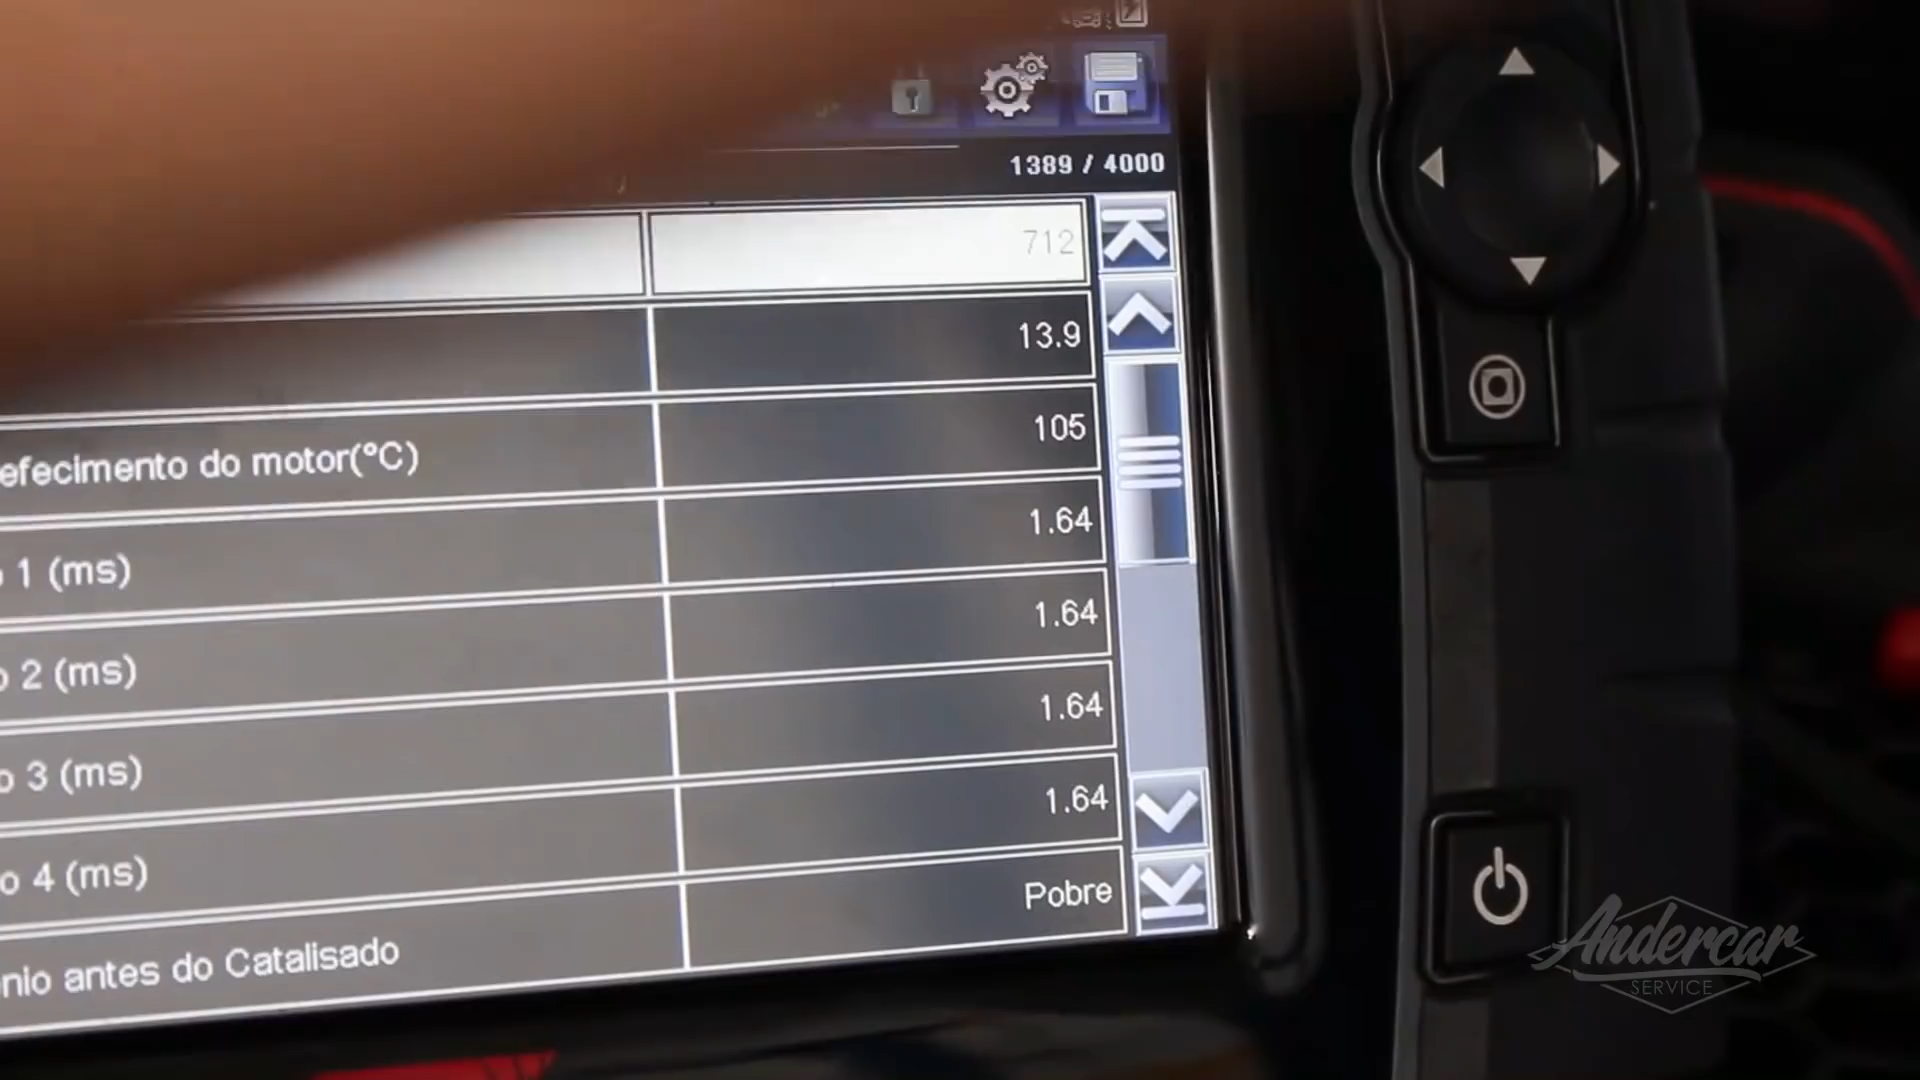 1389 / 4000
712
13.9
efecimento do motor(°C) 105
o 1 (ms) 1.64
o 2 (ms) 1.64
o 3 (ms) 1.64
o 4 (ms) 1.64
nio antes do Catalisado Pobre
Andercar
SERVICE